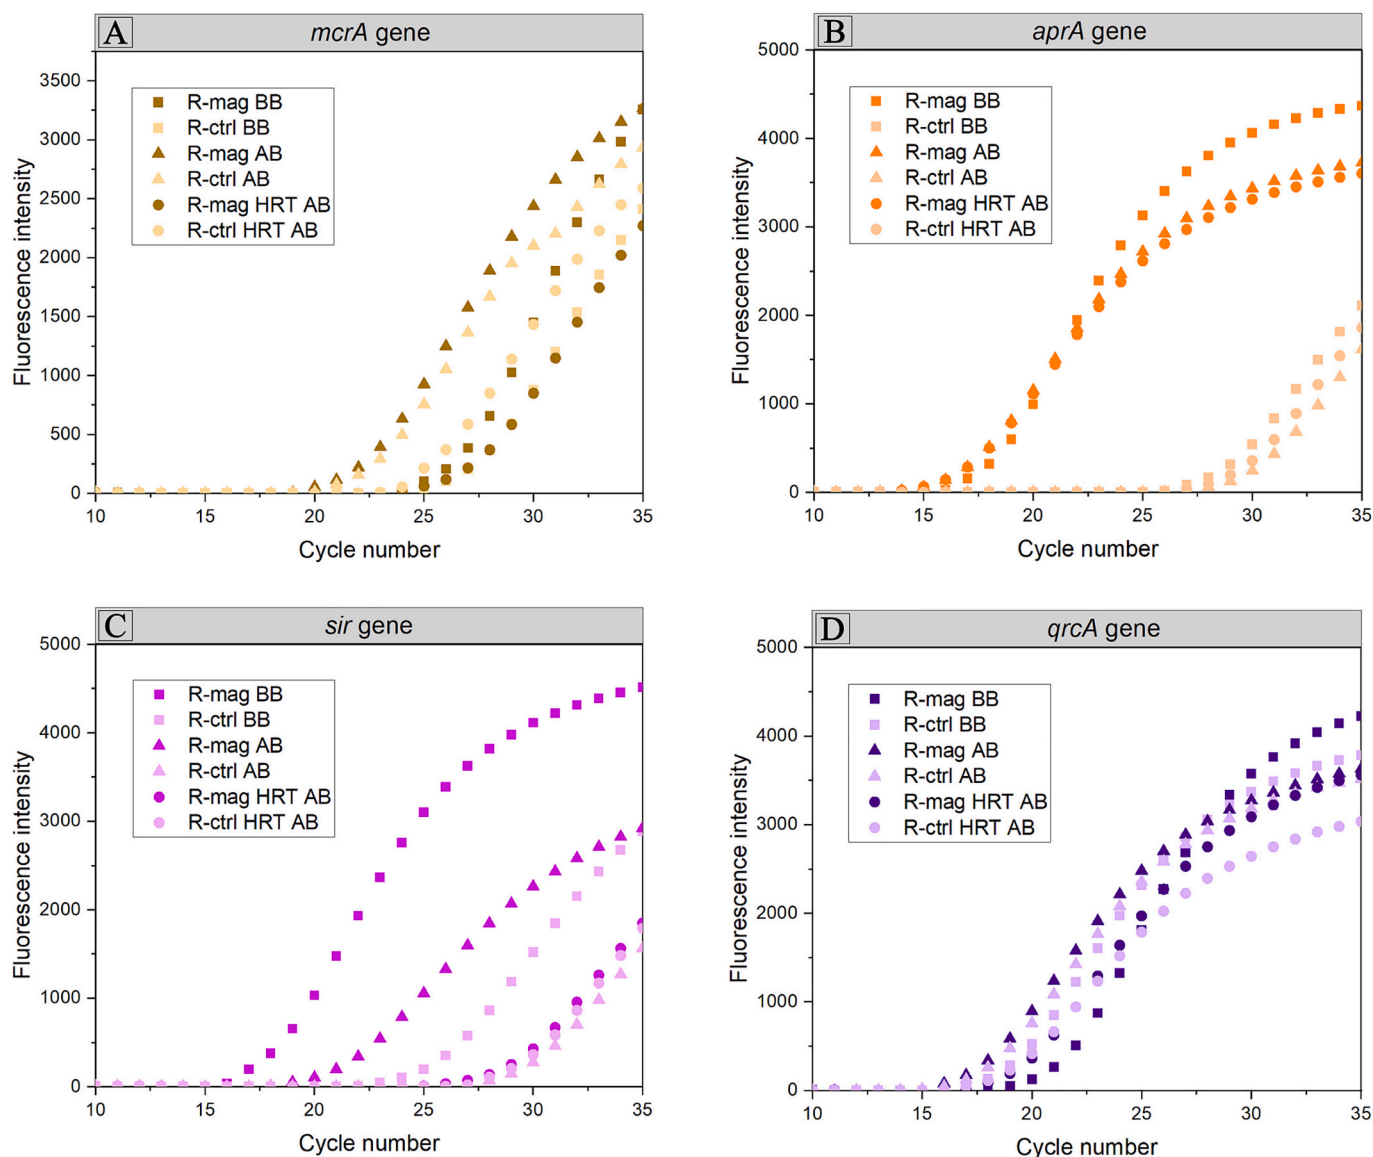 A
mcrA gene
3500
3000
2500
2000
1500
1000
500
0
R-mag BB
R-ctrl BB
R-mag AB
R-ctrl AB
R-mag HRT AB
R-ctrl HRT AB
Fluorescence intensity
10 15 20 25 30 35
Cycle number
B
aprA gene
5000
4000
3000
2000
1000
0
R-mag BB
R-ctrl BB
R-mag AB
R-ctrl AB
R-mag HRT AB
R-ctrl HRT AB
Fluorescence intensity
10 15 20 25 30 35
Cycle number
C
sir gene
5000
4000
3000
2000
1000
0
R-mag BB
R-ctrl BB
R-mag AB
R-ctrl AB
R-mag HRT AB
R-ctrl HRT AB
Fluorescence intensity
10 15 20 25 30 35
Cycle number
D
qrcA gene
5000
4000
3000
2000
1000
0
R-mag BB
R-ctrl BB
R-mag AB
R-ctrl AB
R-mag HRT AB
R-ctrl HRT AB
Fluorescence intensity
10 15 20 25 30 35
Cycle number